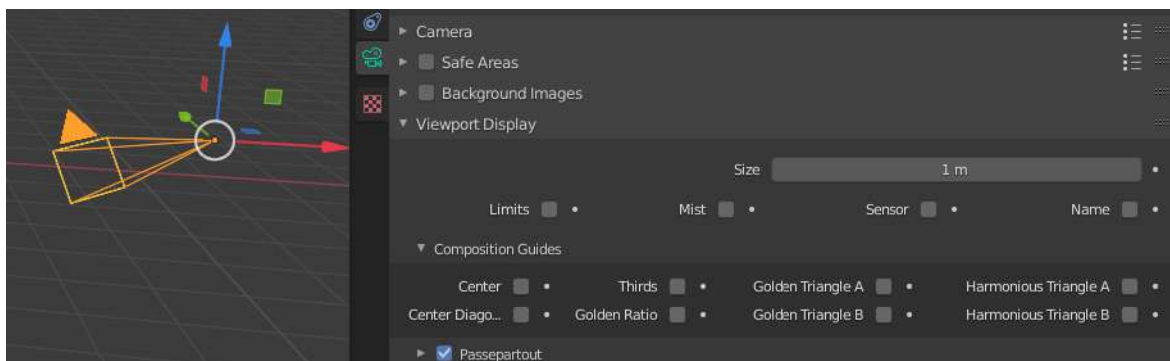 Camera
Safe Areas
Background Images
Viewport Display
Size 1 m
Limits Mist Sensor Name
Composition Guides
Center Thirds Golden Triangle A Harmonious Triangle A
Center Diago... Golden Ratio Golden Triangle B Harmonious Triangle B
Passepartout